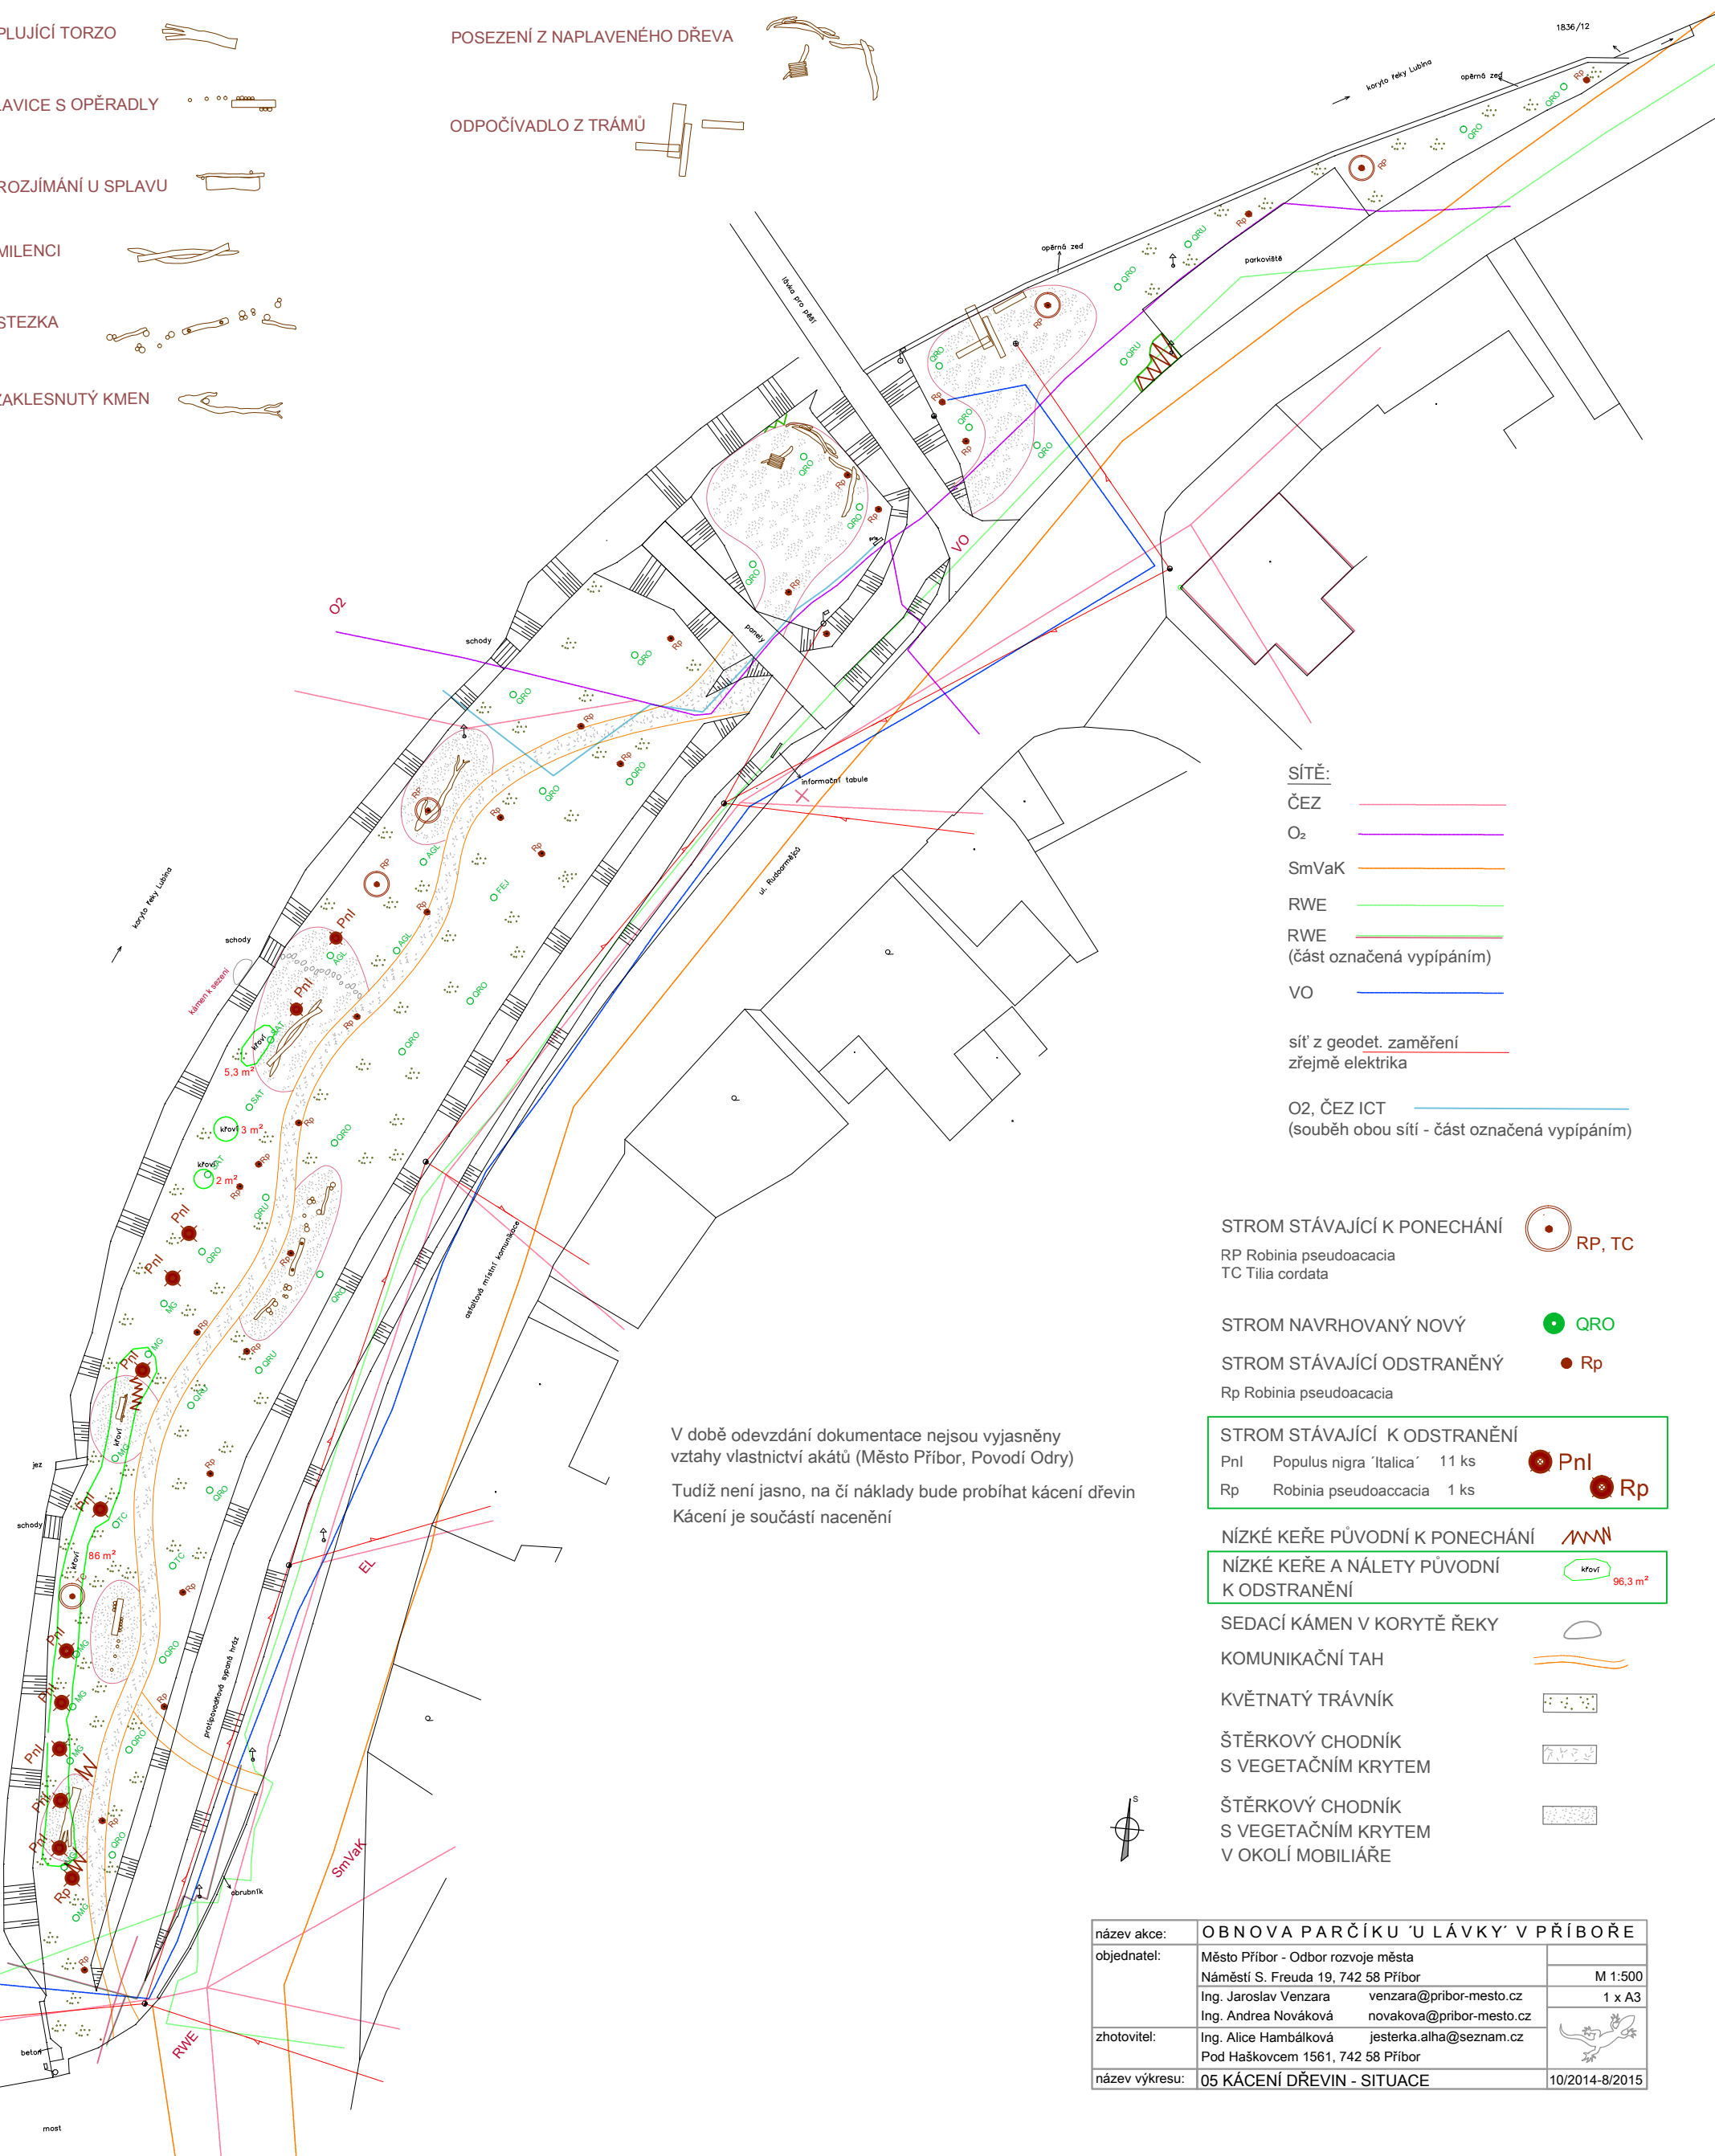 PLUJÍCÍ TORZO
LAVICE S OPĚRADLY
ROZJÍMÁNÍ U SPLAVU
MILENCI
STEZKA
ZAKLESNUTÝ KMEN
POSEZENÍ Z NAPLAVENÉHO DŘEVA
ODPOČÍVADLO Z TRÁMŮ
1836/12
koryto řeky Lubina
opěrná zeď
opěrná zeď
parkoviště
lávka pro pěší
panely
schody
O2
VO
informační tabule
ul. Rudoarmějců
koryto řeky Lubina
schody
kámen k sezení
křoví
5,3 m²
křoví
3 m²
křoví
2 m²
asfaltová místní komunikace
jez
křoví
schody
křoví
86 m²
EL
protipovodňová sypaná hráz
SmVaK
obrubník
RWE
beton
most
SÍTĚ:
ČEZ
O₂
SmVaK
RWE
RWE
(část označená vypípáním)
VO
síť z geodet. zaměření
zřejmě elektrika
O2, ČEZ ICT
(souběh obou sítí - část označená vypípáním)
STROM STÁVAJÍCÍ K PONECHÁNÍ
RP, TC
RP Robinia pseudoacacia
TC Tilia cordata
STROM NAVRHOVANÝ NOVÝ QRO
STROM STÁVAJÍCÍ ODSTRANĚNÝ Rp
Rp Robinia pseudoacacia
STROM STÁVAJÍCÍ K ODSTRANĚNÍ
Pnl Populus nigra ´Italica´ 11 ks Pnl
Rp Robinia pseudoaccacia 1 ks Rp
NÍZKÉ KEŘE PŮVODNÍ K PONECHÁNÍ
NÍZKÉ KEŘE A NÁLETY PŮVODNÍ
K ODSTRANĚNÍ
křoví
96,3 m²
SEDACÍ KÁMEN V KORYTĚ ŘEKY
KOMUNIKAČNÍ TAH
KVĚTNATÝ TRÁVNÍK
ŠTĚRKOVÝ CHODNÍK
S VEGETAČNÍM KRYTEM
ŠTĚRKOVÝ CHODNÍK
S VEGETAČNÍM KRYTEM
V OKOLÍ MOBILIÁŘE
S
V době odevzdání dokumentace nejsou vyjasněny
vztahy vlastnictví akátů (Město Příbor, Povodí Odry)
Tudíž není jasno, na čí náklady bude probíhat kácení dřevin
Kácení je součástí nacenění
název akce: OBNOVA PARČÍKU ´U LÁVKY´ V PŘÍBOŘE
objednatel: Město Příbor - Odbor rozvoje města
Náměstí S. Freuda 19, 742 58 Příbor M 1:500
Ing. Jaroslav Venzara venzara@pribor-mesto.cz 1 x A3
Ing. Andrea Nováková novakova@pribor-mesto.cz
zhotovitel: Ing. Alice Hambálková jesterka.alha@seznam.cz
Pod Haškovcem 1561, 742 58 Příbor
název výkresu: 05 KÁCENÍ DŘEVIN - SITUACE 10/2014-8/2015